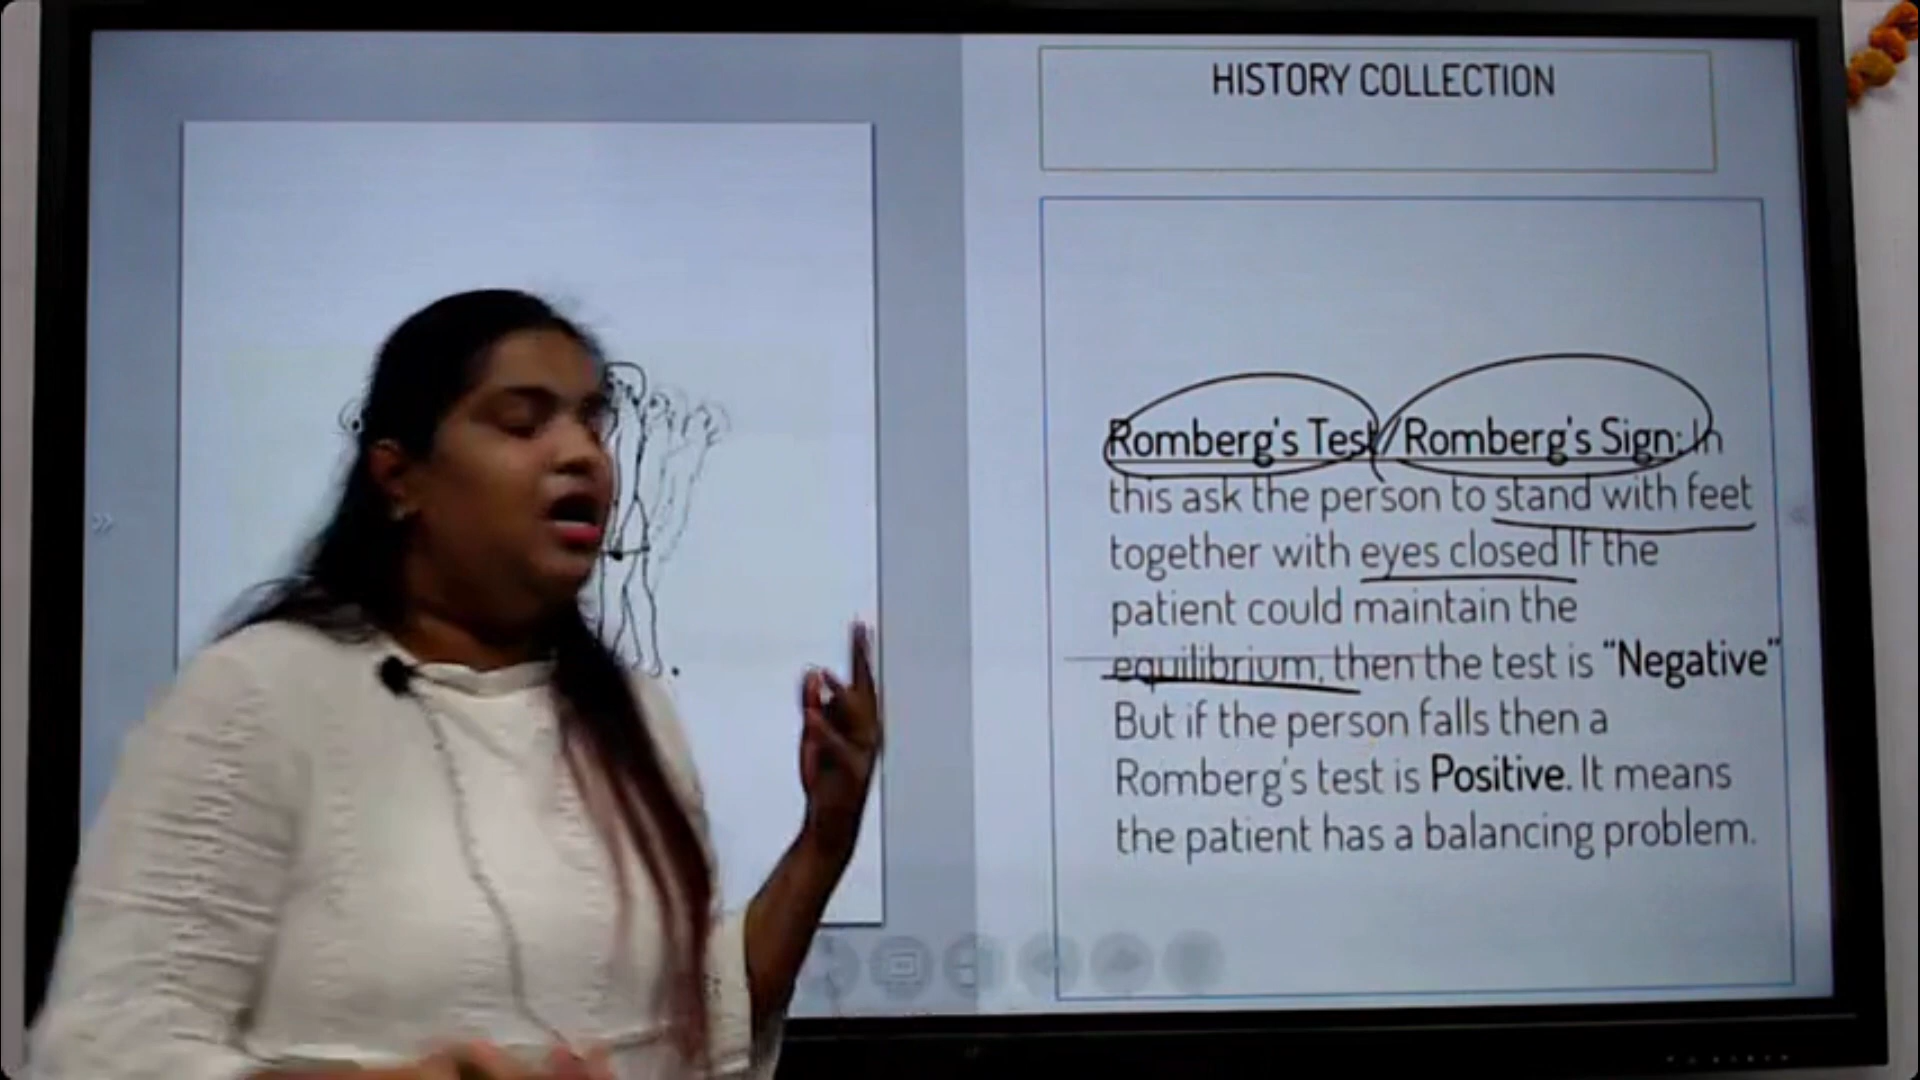 HISTORY COLLECTION
Romberg's Test / Romberg's Sign: In
this ask the person to stand with feet
together with eyes closed If the
patient could maintain the
equilibrium, then the test is “Negative”
But if the person falls then a
Romberg's test is Positive. It means
the patient has a balancing problem.